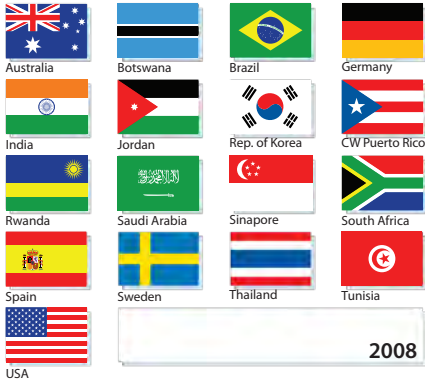 Australia
Botswana
Brazil
Germany
India
Jordan
Rep. of Korea
CW Puerto Rico
Rwanda
Saudi Arabia
Sinapore
South Africa
Spain
Sweden
Thailand
Tunisia
USA
2008